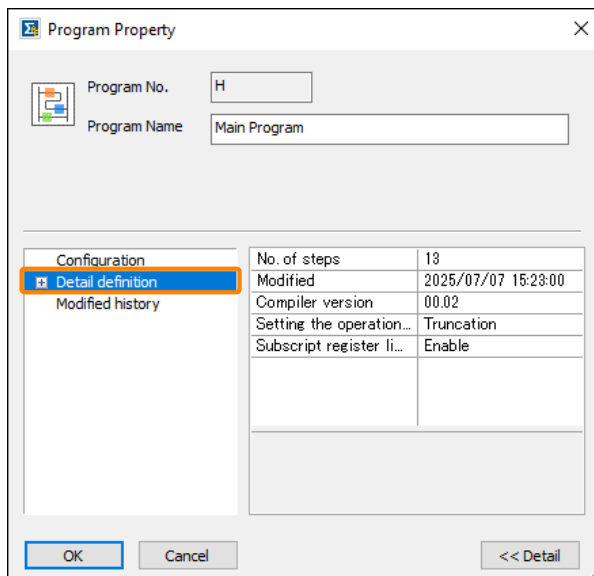 Program Property
Program No. H
Program Name Main Program
Configuration
Detail definition
Modified history
No. of steps 13
Modified 2025/07/07 15:23:00
Compiler version 00.02
Setting the operation... Truncation
Subscript register li... Enable
OK Cancel << Detail